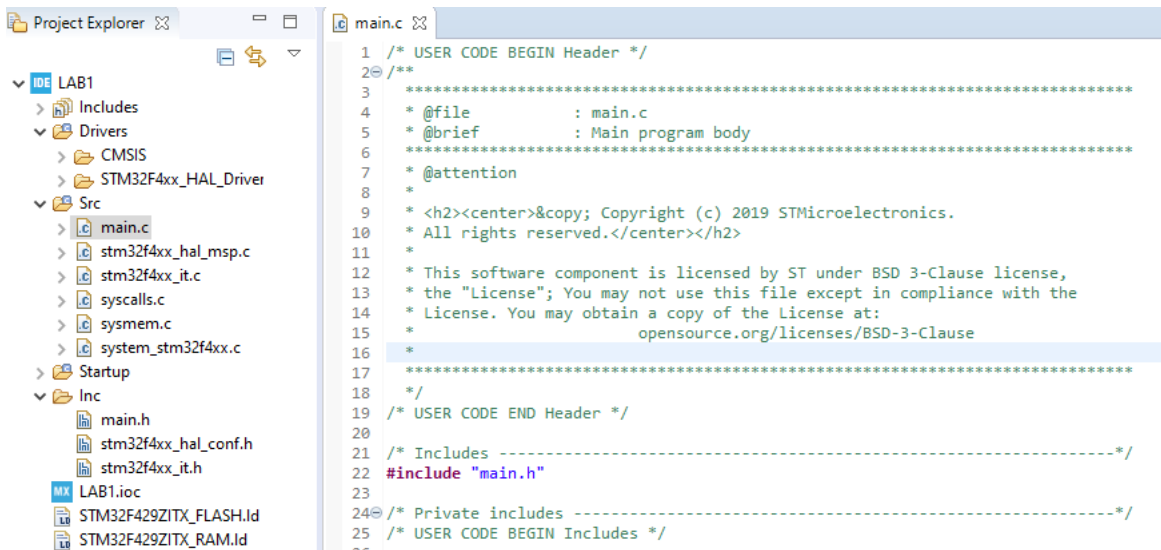 Project Explorer
LAB1
Includes
Drivers
CMSIS
STM32F4xx_HAL_Driver
Src
main.c
stm32f4xx_hal_msp.c
stm32f4xx_it.c
syscalls.c
sysmem.c
system_stm32f4xx.c
Startup
Inc
main.h
stm32f4xx_hal_conf.h
stm32f4xx_it.h
LAB1.ioc
STM32F429ZITX_FLASH.ld
STM32F429ZITX_RAM.ld
main.c
1 /* USER CODE BEGIN Header */
2 /**
3   ******************************************************************************
4   * @file           : main.c
5   * @brief          : Main program body
6   ******************************************************************************
7   * @attention
8   *
9   * <h2><center>&copy; Copyright (c) 2019 STMicroelectronics.
10   * All rights reserved.</center></h2>
11   *
12   * This software component is licensed by ST under BSD 3-Clause license,
13   * the "License"; You may not use this file except in compliance with the
14   * License. You may obtain a copy of the License at:
15   *                        opensource.org/licenses/BSD-3-Clause
16   *
17   ******************************************************************************
18   */
19 /* USER CODE END Header */
20
21 /* Includes ------------------------------------------------------------------*/
22 #include "main.h"
23
24 /* Private includes ----------------------------------------------------------*/
25 /* USER CODE BEGIN Includes */